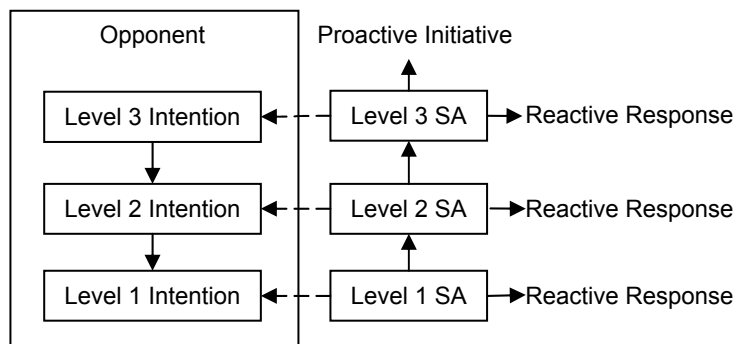 Opponent
Proactive Initiative
Level 3 Intention
Level 3 SA
Reactive Response
Level 2 Intention
Level 2 SA
Reactive Response
Level 1 Intention
Level 1 SA
Reactive Response